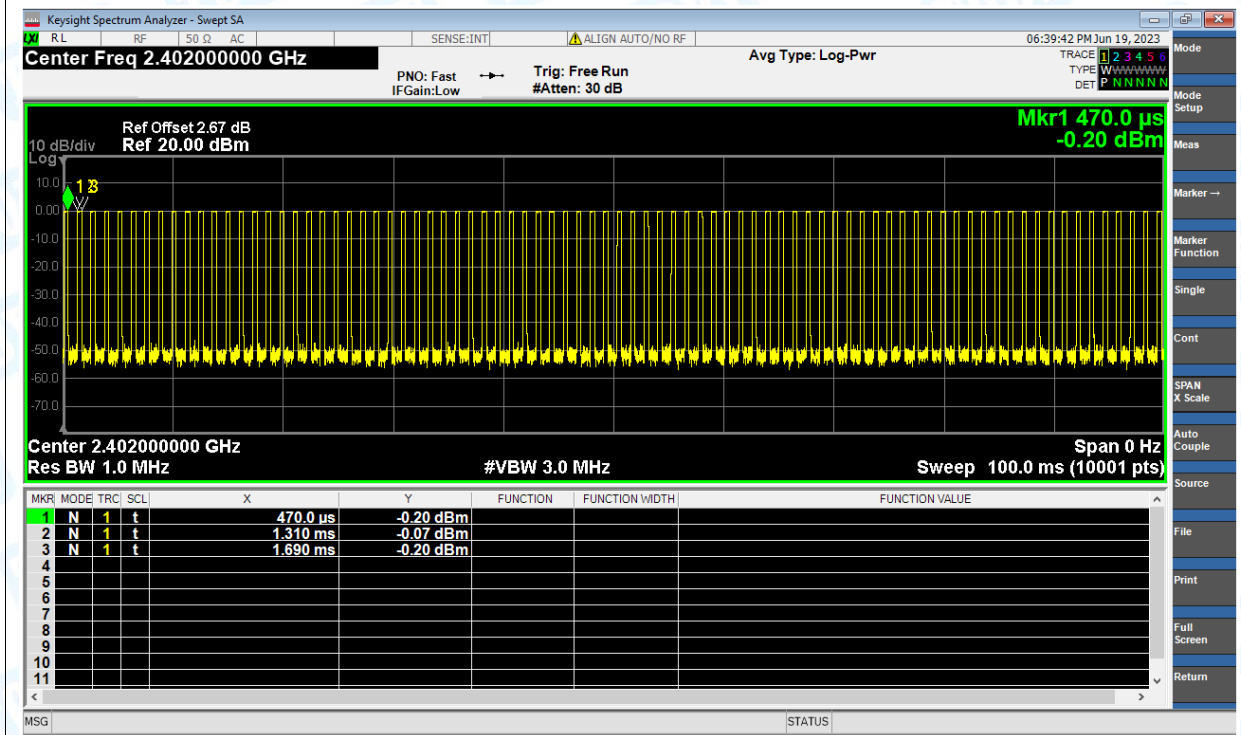 Keysight Spectrum Analyzer - Swept SA
LXI RL RF 50 Ω AC SENSE:INT ALIGN AUTO/NO RF 06:39:42 PM Jun 19, 2023
Center Freq 2.402000000 GHz
PNO: Fast
IFGain:Low
Trig: Free Run
#Atten: 30 dB
Avg Type: Log-Pwr
TRACE 1 2 3 4 5 6
TYPE WWWWWW
DET P N N N N N
Mkr1 470.0 µs
-0.20 dBm
Ref Offset 2.67 dB
10 dB/div Ref 20.00 dBm
Log
1 2 3
10.0
0.00
-10.0
-20.0
-30.0
-40.0
-50.0
-60.0
-70.0
Center 2.402000000 GHz Span 0 Hz
Res BW 1.0 MHz #VBW 3.0 MHz Sweep 100.0 ms (10001 pts)
MKR MODE TRC SCL X Y FUNCTION FUNCTION WIDTH FUNCTION VALUE
1 N 1 t 470.0 µs -0.20 dBm
2 N 1 t 1.310 ms -0.07 dBm
3 N 1 t 1.690 ms -0.20 dBm
4
5
6
7
8
9
10
11
MSG STATUS
Mode
Mode
Setup
Meas
Marker →
Marker
Function
Single
Cont
SPAN
X Scale
Auto
Couple
Source
File
Print
Full
Screen
Return